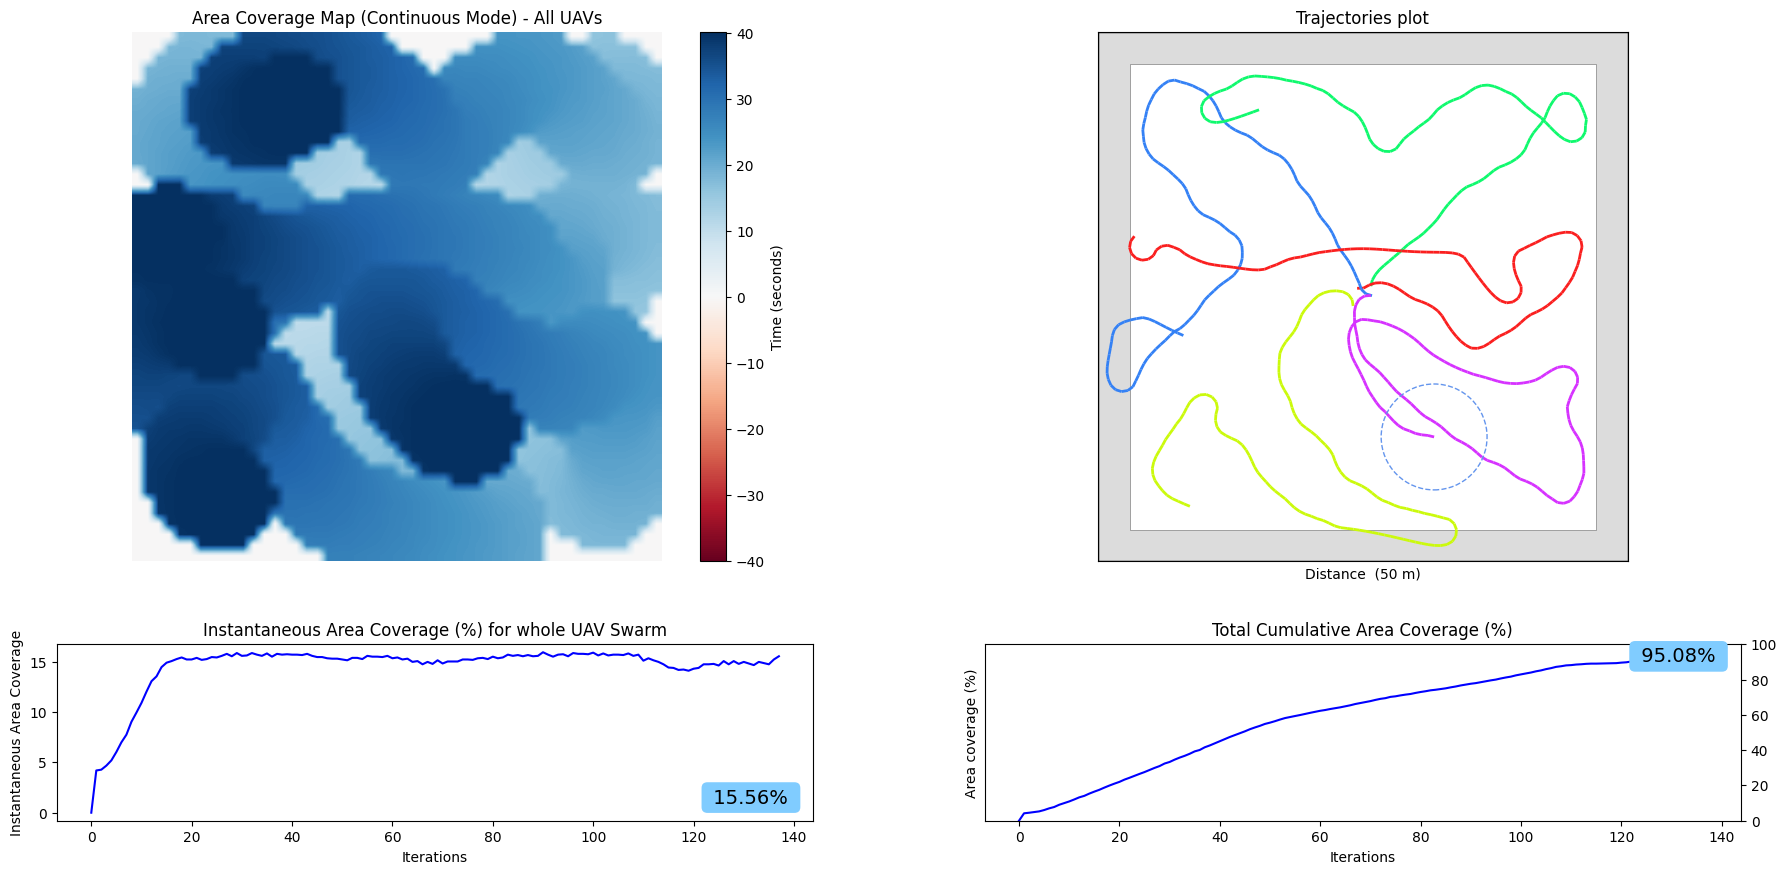 Area Coverage Map (Continuous Mode) - All UAVs
40
30
20
10
0
−10
−20
−30
−40
Time (seconds)
Trajectories plot
Distance  (50 m)
Instantaneous Area Coverage (%) for whole UAV Swarm
Instantaneous Area Coverage
15
10
5
0
15.56%
0 20 40 60 80 100 120 140
Iterations
Total Cumulative Area Coverage (%)
Area coverage (%)
95.08%
100
80
60
40
20
0
0 20 40 60 80 100 120 140
Iterations